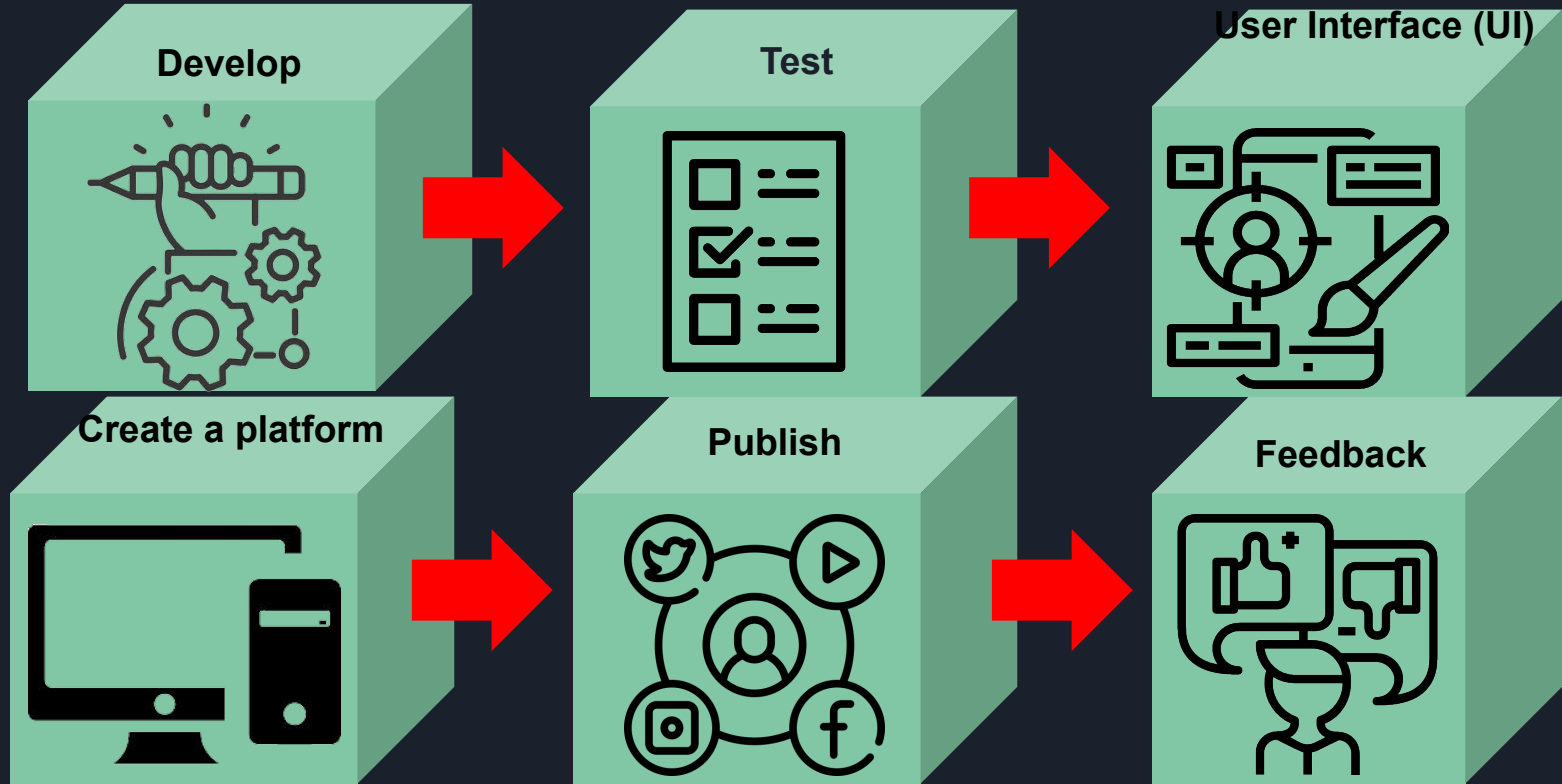 Develop
Test
User Interface (UI)
Create a platform
Publish
Feedback